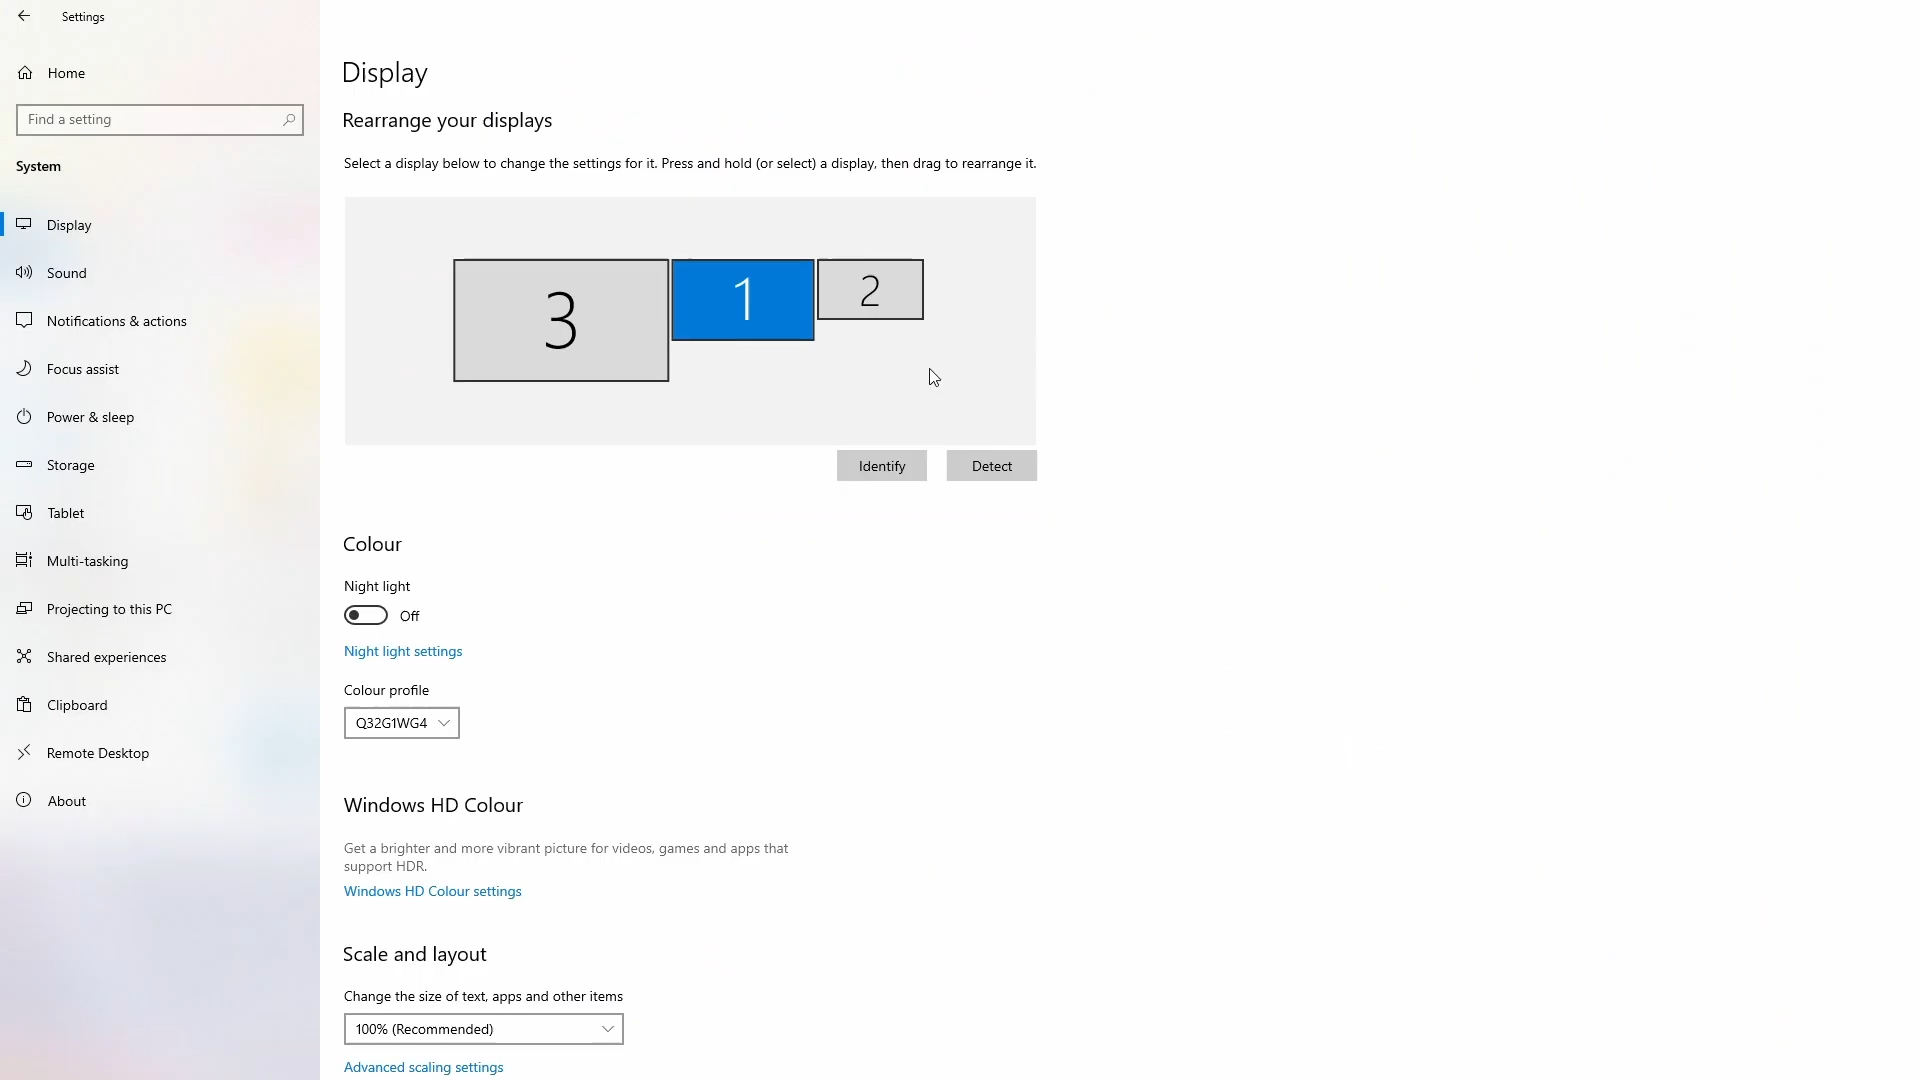 Settings
Home
Find a setting
System
Display
Sound
Notifications & actions
Focus assist
Power & sleep
Storage
Tablet
Multi-tasking
Projecting to this PC
Shared experiences
Clipboard
Remote Desktop
About
Display
Rearrange your displays
Select a display below to change the settings for it. Press and hold (or select) a display, then drag to rearrange it.
3 1 2
Identify Detect
Colour
Night light
Off
Night light settings
Colour profile
Q32G1WG4
Windows HD Colour
Get a brighter and more vibrant picture for videos, games and apps that
support HDR.
Windows HD Colour settings
Scale and layout
Change the size of text, apps and other items
100% (Recommended)
Advanced scaling settings